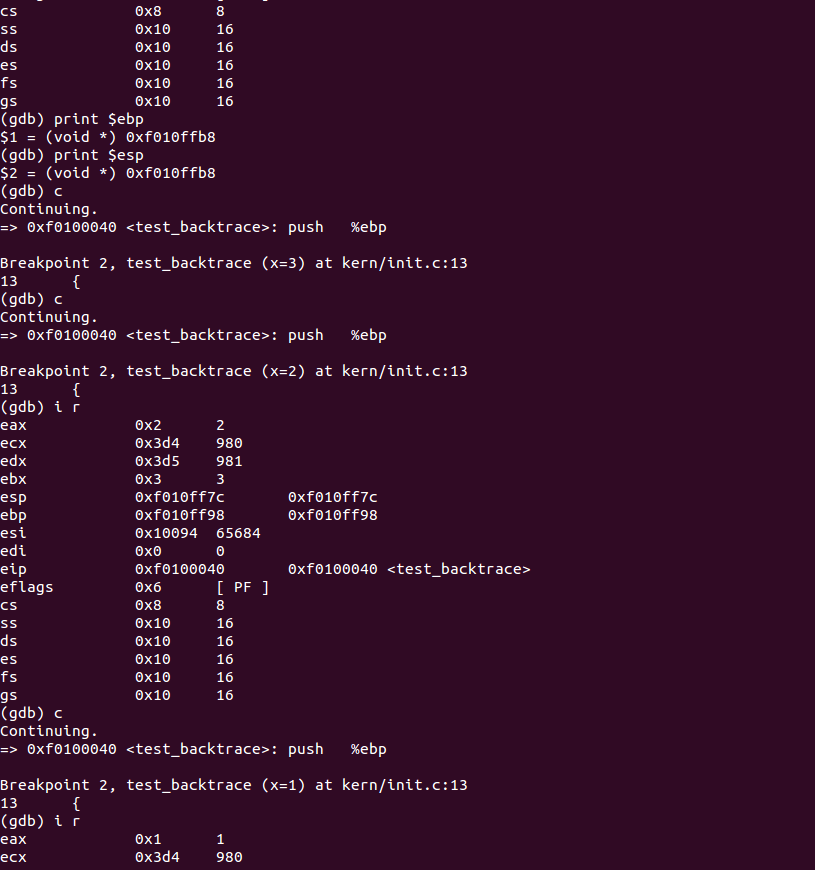 cs             0x8      8
ss             0x10     16
ds             0x10     16
es             0x10     16
fs             0x10     16
gs             0x10     16
(gdb) print $ebp
$1 = (void *) 0xf010ffb8
(gdb) print $esp
$2 = (void *) 0xf010ffb8
(gdb) c
Continuing.
=> 0xf0100040 <test_backtrace>: push   %ebp

Breakpoint 2, test_backtrace (x=3) at kern/init.c:13
13      {
(gdb) c
Continuing.
=> 0xf0100040 <test_backtrace>: push   %ebp

Breakpoint 2, test_backtrace (x=2) at kern/init.c:13
13      {
(gdb) i r
eax            0x2      2
ecx            0x3d4    980
edx            0x3d5    981
ebx            0x3      3
esp            0xf010ff7c       0xf010ff7c
ebp            0xf010ff98       0xf010ff98
esi            0x10094  65684
edi            0x0      0
eip            0xf0100040       0xf0100040 <test_backtrace>
eflags         0x6      [ PF ]
cs             0x8      8
ss             0x10     16
ds             0x10     16
es             0x10     16
fs             0x10     16
gs             0x10     16
(gdb) c
Continuing.
=> 0xf0100040 <test_backtrace>: push   %ebp

Breakpoint 2, test_backtrace (x=1) at kern/init.c:13
13      {
(gdb) i r
eax            0x1      1
ecx            0x3d4    980